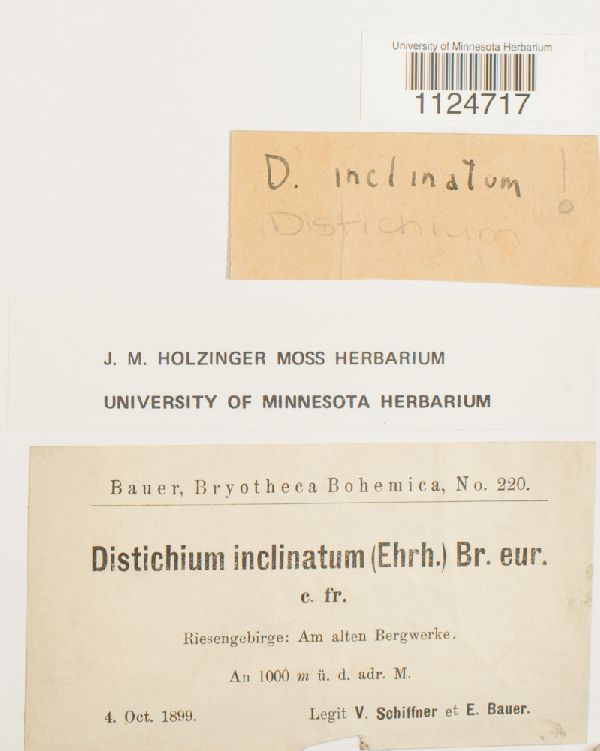 University of Minnesota Herbarium
1124717
D. inclinatum !
Distichium
J. M. HOLZINGER MOSS HERBARIUM
UNIVERSITY OF MINNESOTA HERBARIUM
Bauer, Bryotheca Bohemica, No. 220.
Distichium inclinatum (Ehrh.) Br. eur.
c. fr.
Riesengebirge: Am alten Bergwerke.
An 1000 m ü. d. adr. M.
4. Oct. 1899. Legit V. Schiffner et E. Bauer.